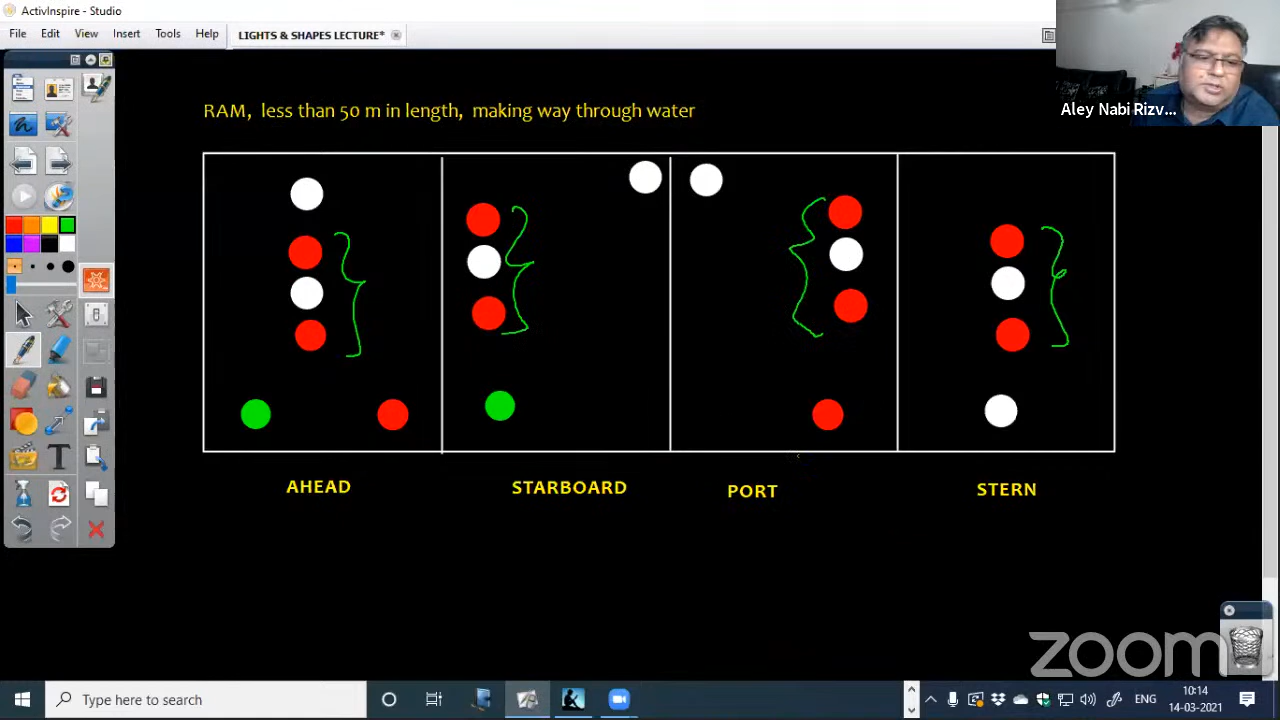 ActivInspire - Studio
File Edit View Insert Tools Help
LIGHTS & SHAPES LECTURE*
Aley Nabi Rizv...
RAM, less than 50 m in length, making way through water
AHEAD
STARBOARD
PORT
STERN
zoom
Type here to search
ENG
10:14
14-03-2021